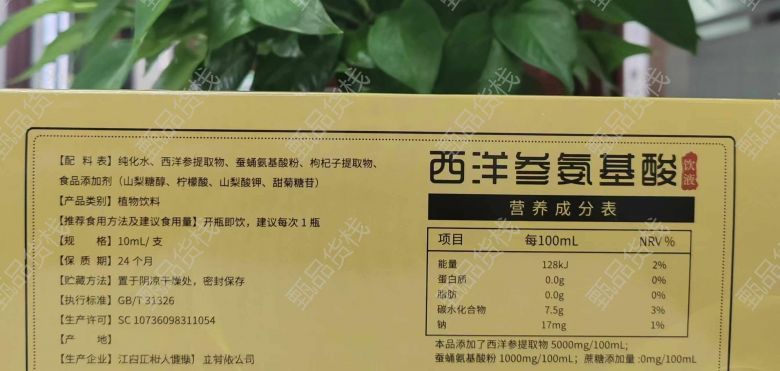 【配 料 表】纯化水、西洋参提取物、蚕蛹氨基酸粉、枸杞子提取物、
食品添加剂（山梨糖醇、柠檬酸、山梨酸钾、甜菊糖苷）
【产品类别】植物饮料
【推荐食用方法及建议食用量】开瓶即饮，建议每次1瓶
【规 格】10mL/支
【保 质 期】24个月
【贮藏方法】置于阴凉干燥处，密封保存
【执行标准】GB/T 31326
【生产许可】SC 10736098311054
【产 地】
【生产企业】
西洋参氨基酸
饮液
营养成分表
项目 每100mL NRV%
能量 128kJ 2%
蛋白质 0.0g 0%
脂肪 0.0g 0%
碳水化合物 7.5g 3%
钠 17mg 1%
本品添加了西洋参提取物 5000mg/100mL;
蚕蛹氨基酸粉 1000mg/100mL; 蔗糖添加量:0mg/100mL
甄品货栈